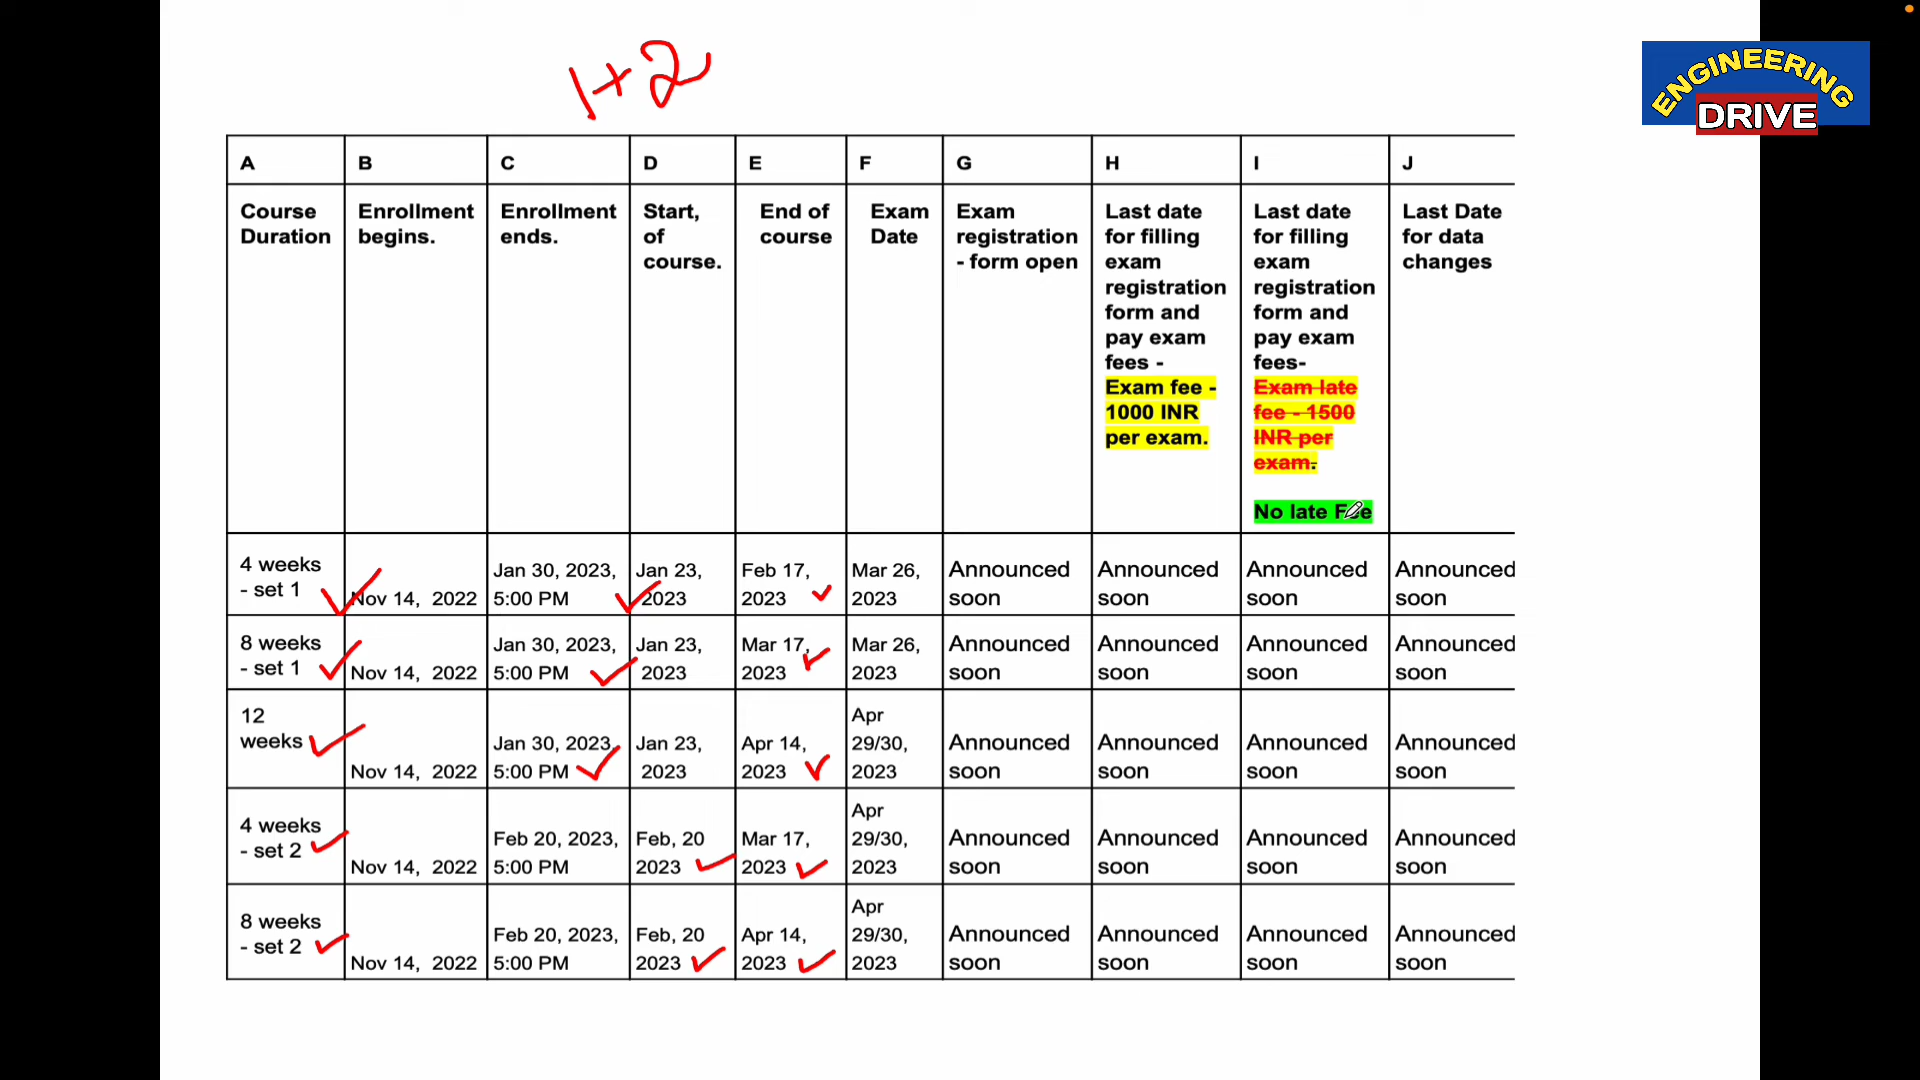 1+2
ENGINEERING
DRIVE
A B C D E F G H I J
Course
Duration
Enrollment
begins.
Enrollment
ends.
Start,
of
course.
End of
course
Exam
Date
Exam
registration
- form open
Last date
for filling
exam
registration
form and
pay exam
fees -
Exam fee -
1000 INR
per exam.
Last date
for filling
exam
registration
form and
pay exam
fees-
Exam late
fee - 1500
INR per
exam.
No late Fee
Last Date
for data
changes
4 weeks
- set 1
Nov 14, 2022
Jan 30, 2023,
5:00 PM
Jan 23,
2023
Feb 17,
2023
Mar 26,
2023
Announced
soon
Announced
soon
Announced
soon
Announced
soon
8 weeks
- set 1
Nov 14, 2022
Jan 30, 2023,
5:00 PM
Jan 23,
2023
Mar 17,
2023
Mar 26,
2023
Announced
soon
Announced
soon
Announced
soon
Announced
soon
12
weeks
Nov 14, 2022
Jan 30, 2023,
5:00 PM
Jan 23,
2023
Apr 14,
2023
Apr
29/30,
2023
Announced
soon
Announced
soon
Announced
soon
Announced
soon
4 weeks
- set 2
Nov 14, 2022
Feb 20, 2023,
5:00 PM
Feb, 20
2023
Mar 17,
2023
Apr
29/30,
2023
Announced
soon
Announced
soon
Announced
soon
Announced
soon
8 weeks
- set 2
Nov 14, 2022
Feb 20, 2023,
5:00 PM
Feb, 20
2023
Apr 14,
2023
Apr
29/30,
2023
Announced
soon
Announced
soon
Announced
soon
Announced
soon